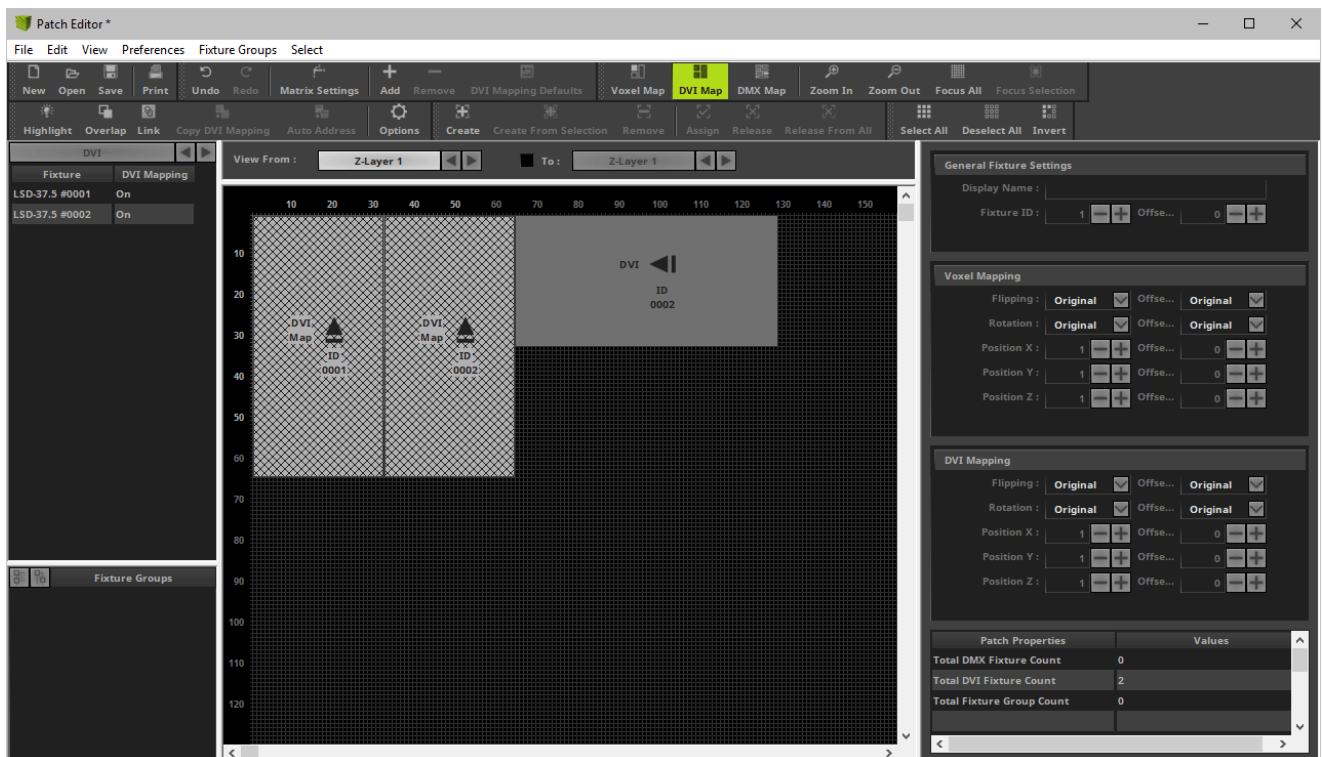 Patch Editor *
File Edit View Preferences Fixture Groups Select
New Open Save Print Undo Redo Matrix Settings Add Remove DVI Mapping Defaults Voxel Map DVI Map DMX Map Zoom In Zoom Out Focus All Focus Selection
Highlight Overlap Link Copy DVI Mapping Auto Address Options Create Create From Selection Remove Assign Release Release From All Select All Deselect All Invert
DVI
Fixture DVI Mapping
LSD-37.5 #0001 On
LSD-37.5 #0002 On
Fixture Groups
View From : Z-Layer 1 To : Z-Layer 1
10 20 30 40 50 60 70 80 90 100 110 120 130 140 150
10
20
30
40
50
60
70
80
90
100
110
120
DVI
Map
ID
0001
DVI
Map
ID
0002
DVI
ID
0002
General Fixture Settings
Display Name :
Fixture ID : 1 Offse... 0
Voxel Mapping
Flipping : Original Offse... Original
Rotation : Original Offse... Original
Position X : 1 Offse... 0
Position Y : 1 Offse... 0
Position Z : 1 Offse... 0
DVI Mapping
Flipping : Original Offse... Original
Rotation : Original Offse... Original
Position X : 1 Offse... 0
Position Y : 1 Offse... 0
Position Z : 1 Offse... 0
Patch Properties Values
Total DMX Fixture Count 0
Total DVI Fixture Count 2
Total Fixture Group Count 0